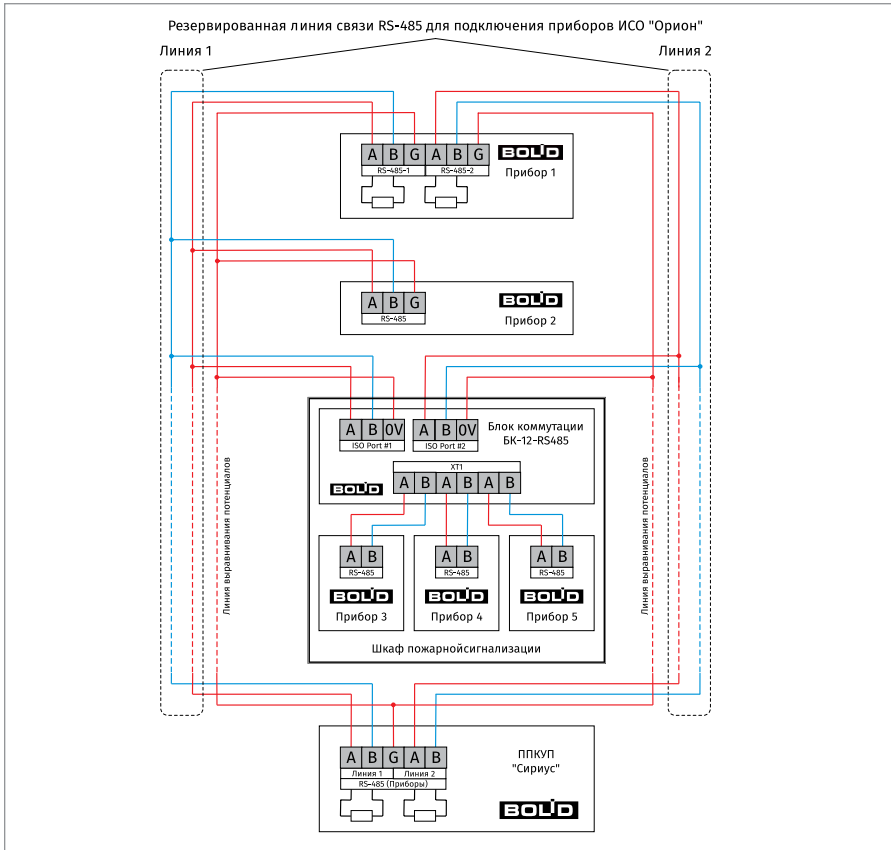 Резервированная линия связи RS-485 для подключения приборов ИСО "Орион"
Линия 1
Линия 2
A B G A B G
RS-485-1 RS-485-2
BOLID
Прибор 1
A B G
RS-485
BOLID
Прибор 2
A B 0V A B 0V
ISO Port #1 ISO Port #2
Блок коммутации
БК-12-RS485
XT1
A B A B A B
BOLID
Линия выравнивания потенциалов
Линия выравнивания потенциалов
A B
RS-485
BOLID
Прибор 3
A B
RS-485
BOLID
Прибор 4
A B
RS-485
BOLID
Прибор 5
Шкаф пожарнойсигнализации
A B G A B
Линия 1 Линия 2
RS-485 (Приборы)
ППКУП
"Сириус"
BOLID